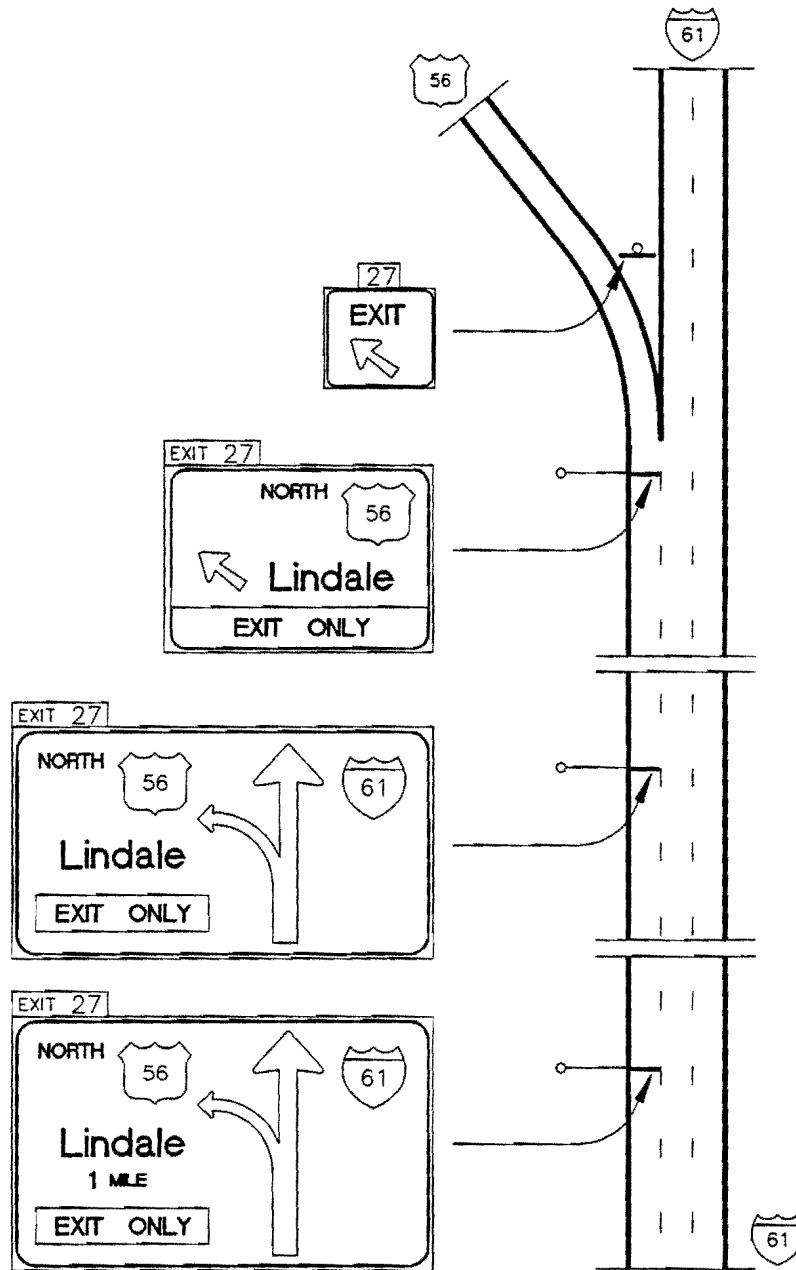 61
56
27
EXIT
EXIT 27
NORTH 56
Lindale
EXIT ONLY
EXIT 27
NORTH 56 61
Lindale
EXIT ONLY
EXIT 27
NORTH 56 61
Lindale
1 MILE
EXIT ONLY
61